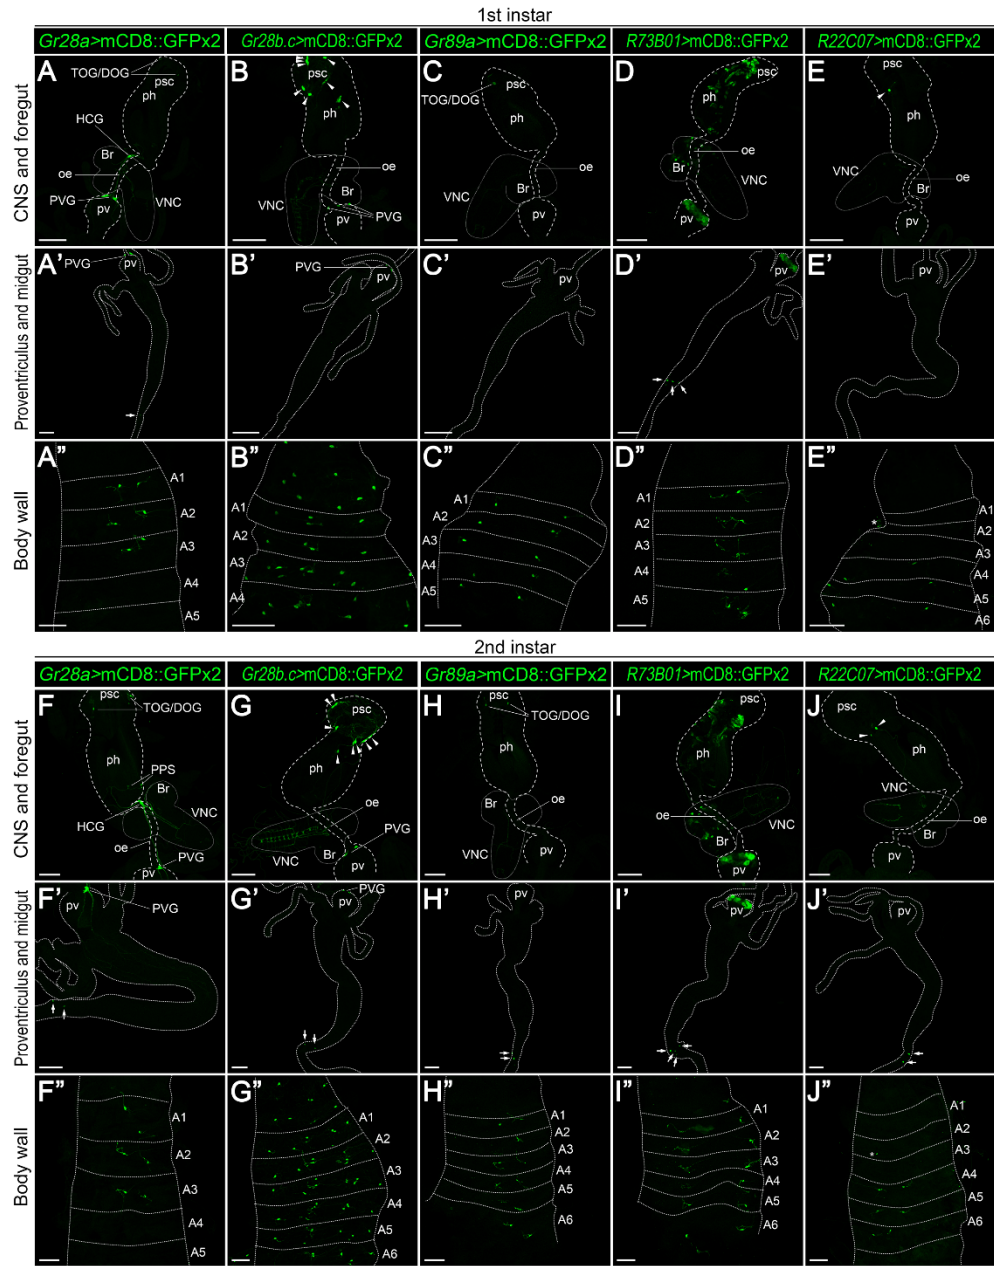 1st instar
Gr28a>mCD8::GFPx2 Gr28b.c>mCD8::GFPx2 Gr89a>mCD8::GFPx2 R73B01>mCD8::GFPx2 R22C07>mCD8::GFPx2
CNS and foregut
A
TOG/DOG
psc
ph
HCG
Br
oe
PVG
pv
VNC
B
psc
ph
oe
Br
VNC
pv
PVG
C
TOG/DOG
psc
ph
oe
VNC
Br
pv
D
psc
ph
oe
Br
VNC
pv
E
psc
ph
oe
VNC
Br
pv
Proventriculus and midgut
A'
PVG
pv
B'
PVG
pv
C'
pv
D'
pv
E'
pv
Body wall
A"
A1
A2
A3
A4
A5
B"
A1
A2
A3
A4
C"
A1
A2
A3
A4
A5
D"
A1
A2
A3
A4
A5
E"
*
A1
A2
A3
A4
A5
A6
2nd instar
Gr28a>mCD8::GFPx2 Gr28b.c>mCD8::GFPx2 Gr89a>mCD8::GFPx2 R73B01>mCD8::GFPx2 R22C07>mCD8::GFPx2
CNS and foregut
F
psc
TOG/DOG
ph
PPS
Br
VNC
HCG
oe
PVG
pv
G
psc
ph
oe
PVG
VNC
Br
pv
H
psc
TOG/DOG
ph
Br
oe
VNC
pv
I
psc
ph
VNC
oe
Br
pv
J
psc
ph
VNC
oe
Br
pv
Proventriculus and midgut
F'
pv
PVG
G'
PVG
pv
H'
pv
I'
pv
J'
pv
Body wall
F"
A1
A2
A3
A4
A5
G"
A1
A2
A3
A4
A5
A6
H"
A1
A2
A3
A4
A5
A6
I"
A1
A2
A3
A4
A5
A6
J"
*
A1
A2
A3
A4
A5
A6